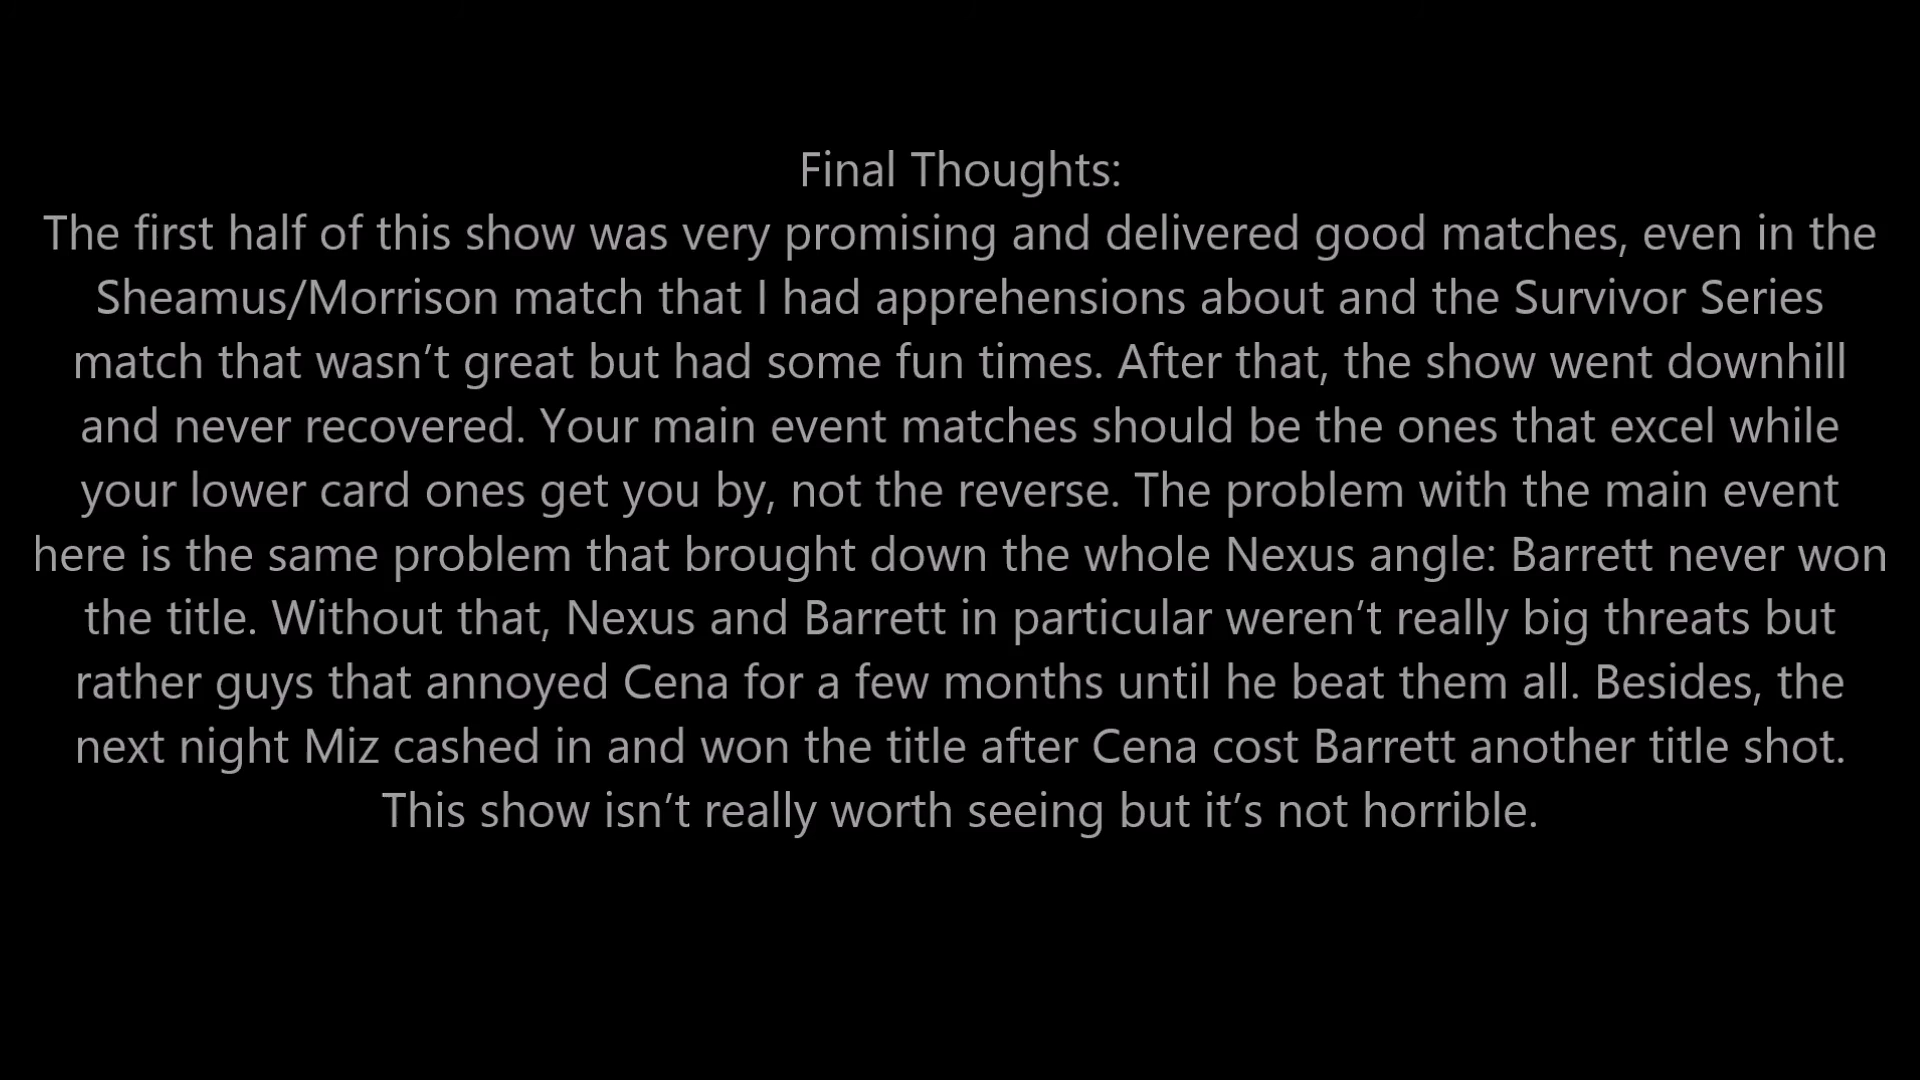 Final Thoughts:
The first half of this show was very promising and delivered good matches, even in the
Sheamus/Morrison match that I had apprehensions about and the Survivor Series
match that wasn’t great but had some fun times. After that, the show went downhill
and never recovered. Your main event matches should be the ones that excel while
your lower card ones get you by, not the reverse. The problem with the main event
here is the same problem that brought down the whole Nexus angle: Barrett never won
the title. Without that, Nexus and Barrett in particular weren’t really big threats but
rather guys that annoyed Cena for a few months until he beat them all. Besides, the
next night Miz cashed in and won the title after Cena cost Barrett another title shot.
This show isn’t really worth seeing but it’s not horrible.